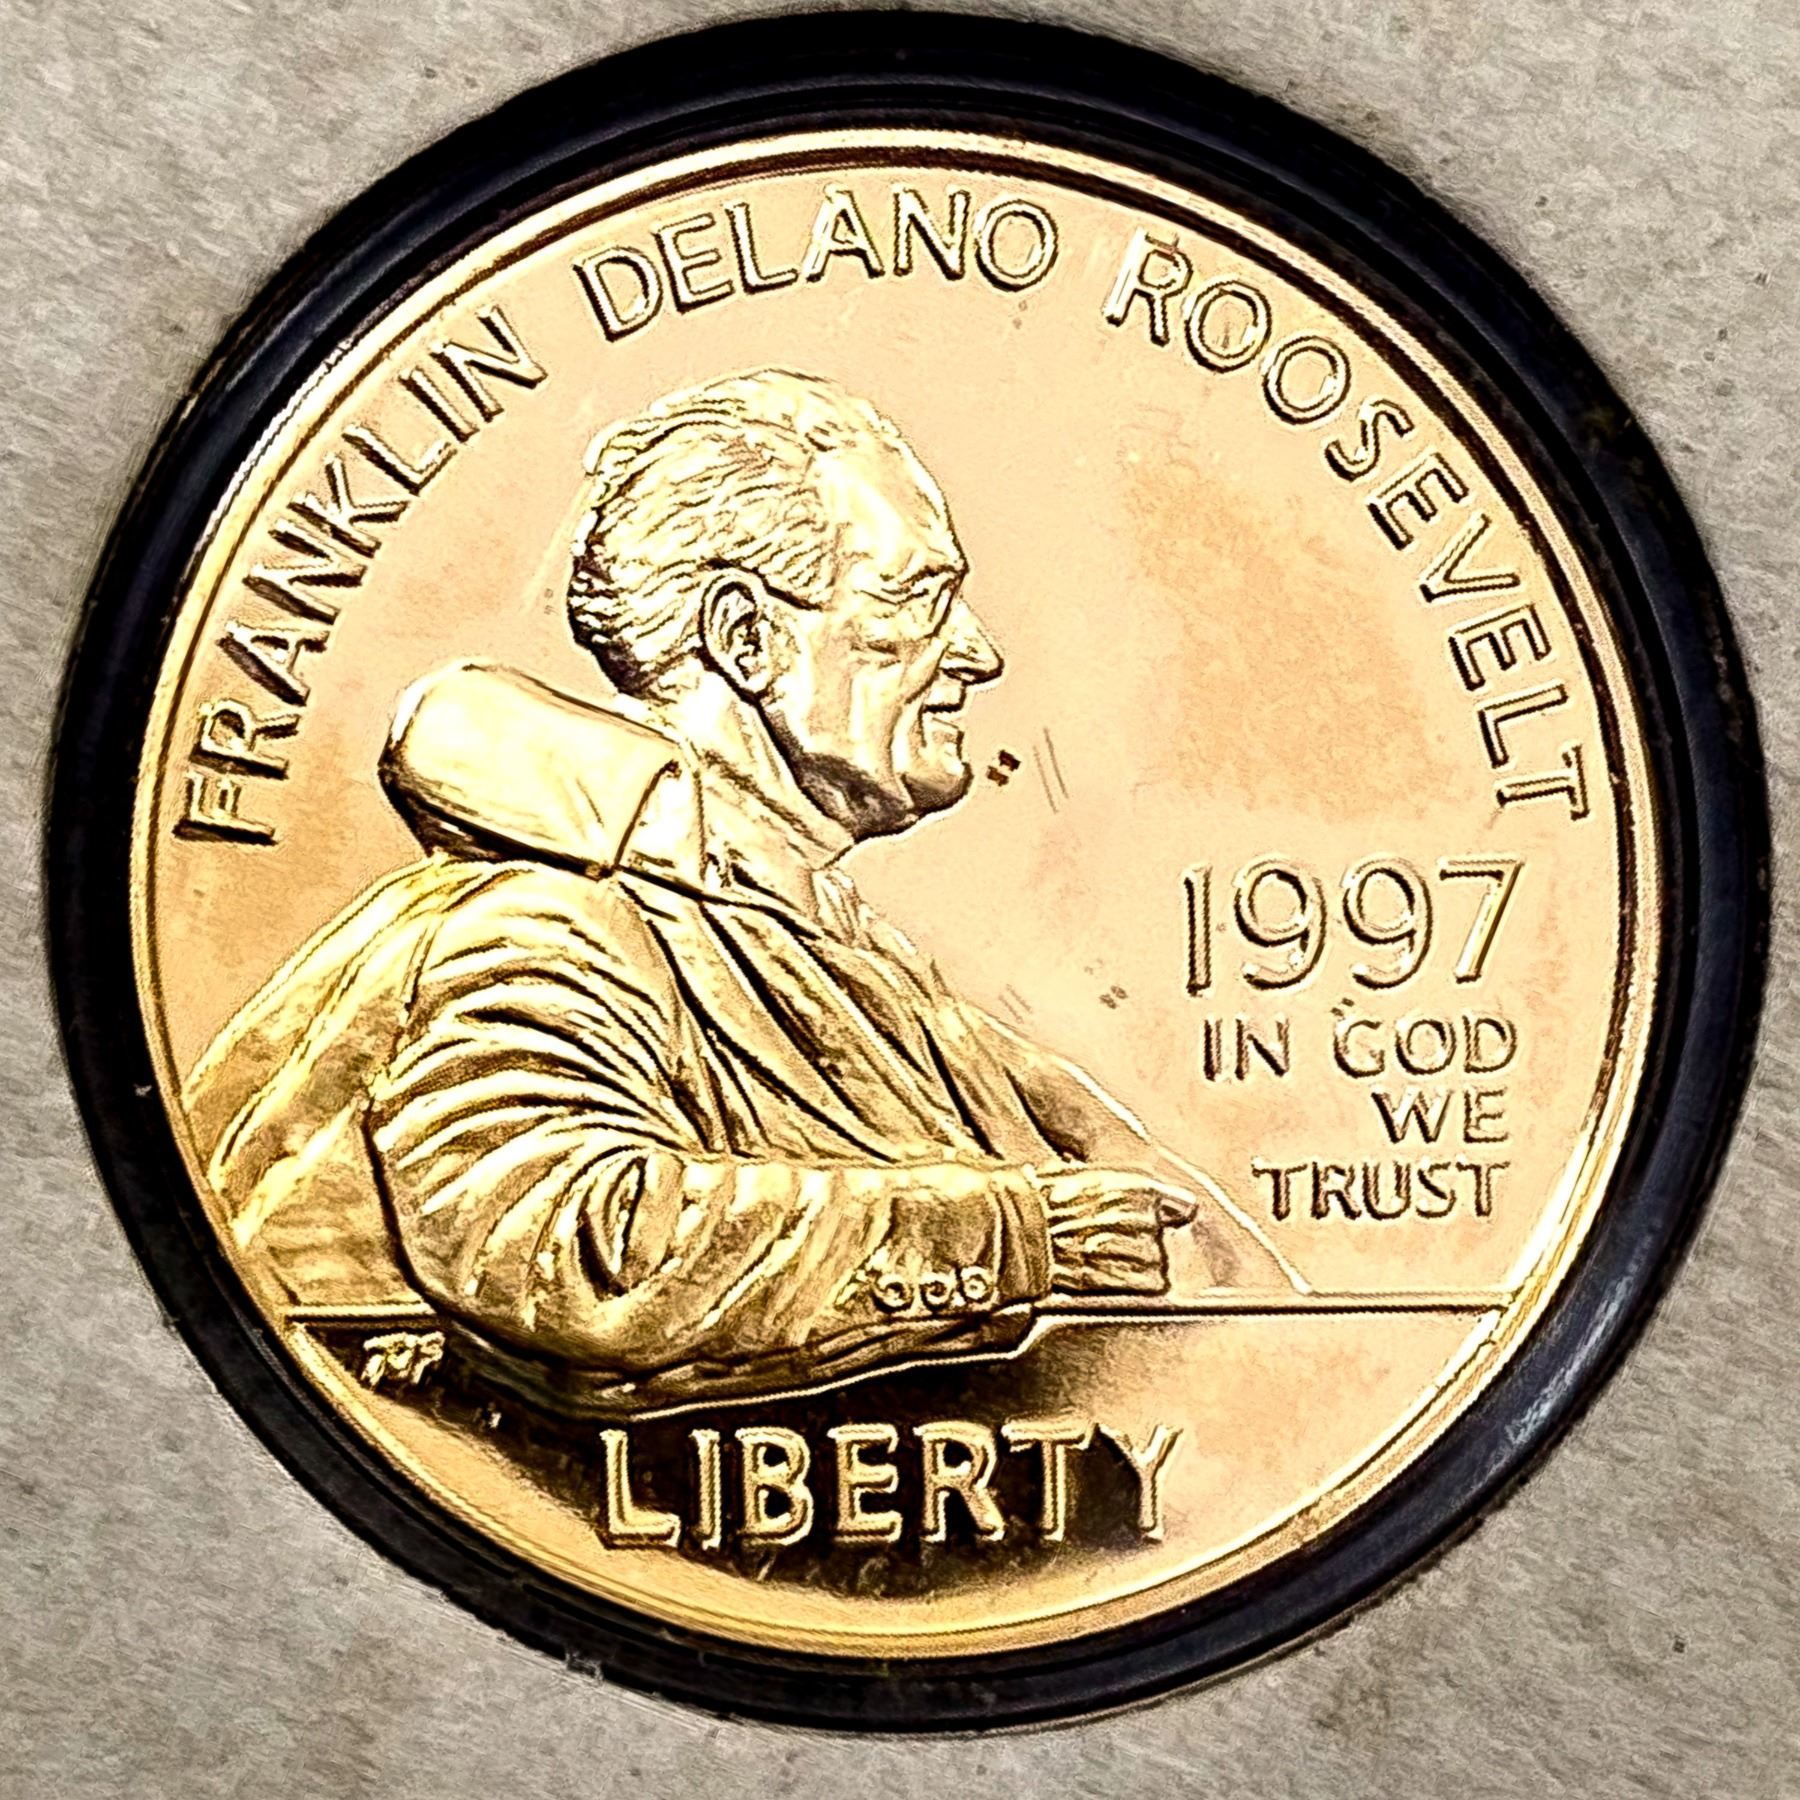 FRANKLIN DELANO ROOSEVELT
1997
IN GOD
WE
TRUST
LIBERTY